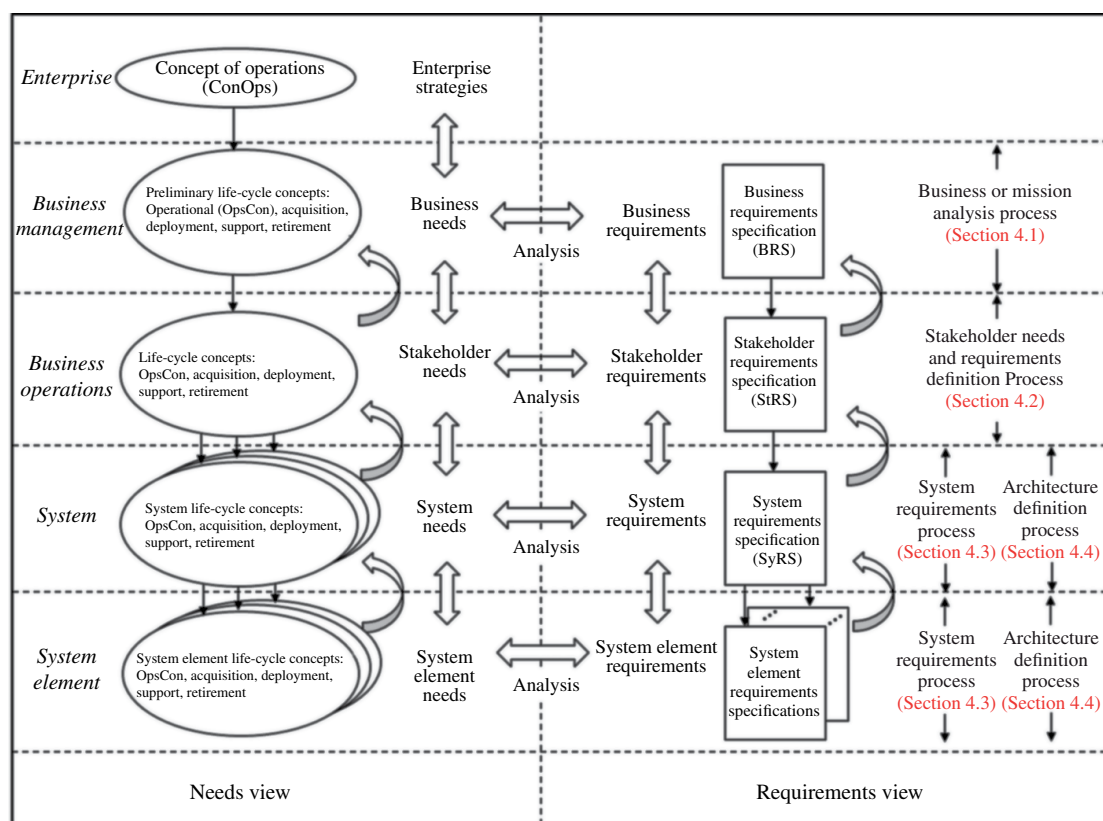 Enterprise
Concept of operations
(ConOps)
Enterprise
strategies
Business
management
Preliminary life-cycle concepts:
Operational (OpsCon), acquisition,
deployment, support, retirement
Business
needs
Analysis
Business
requirements
Business
requirements
specification
(BRS)
Business or mission
analysis process
(Section 4.1)
Business
operations
Life-cycle concepts:
OpsCon, acquisition, deployment,
support, retirement
Stakeholder
needs
Analysis
Stakeholder
requirements
Stakeholder
requirements
specification
(StRS)
Stakeholder needs
and requirements
definition Process
(Section 4.2)
System
System life-cycle concepts:
OpsCon, acquisition, deployment,
support, retirement
System
needs
Analysis
System
requirements
System
requirements
specification
(SyRS)
System
requirements
process
(Section 4.3)
Architecture
definition
process
(Section 4.4)
System
element
System element life-cycle concepts:
OpsCon, acquisition, deployment,
support, retirement
System
element
needs
Analysis
System element
requirements
System
element
requirements
specifications
System
requirements
process
(Section 4.3)
Architecture
definition
process
(Section 4.4)
Needs view
Requirements view